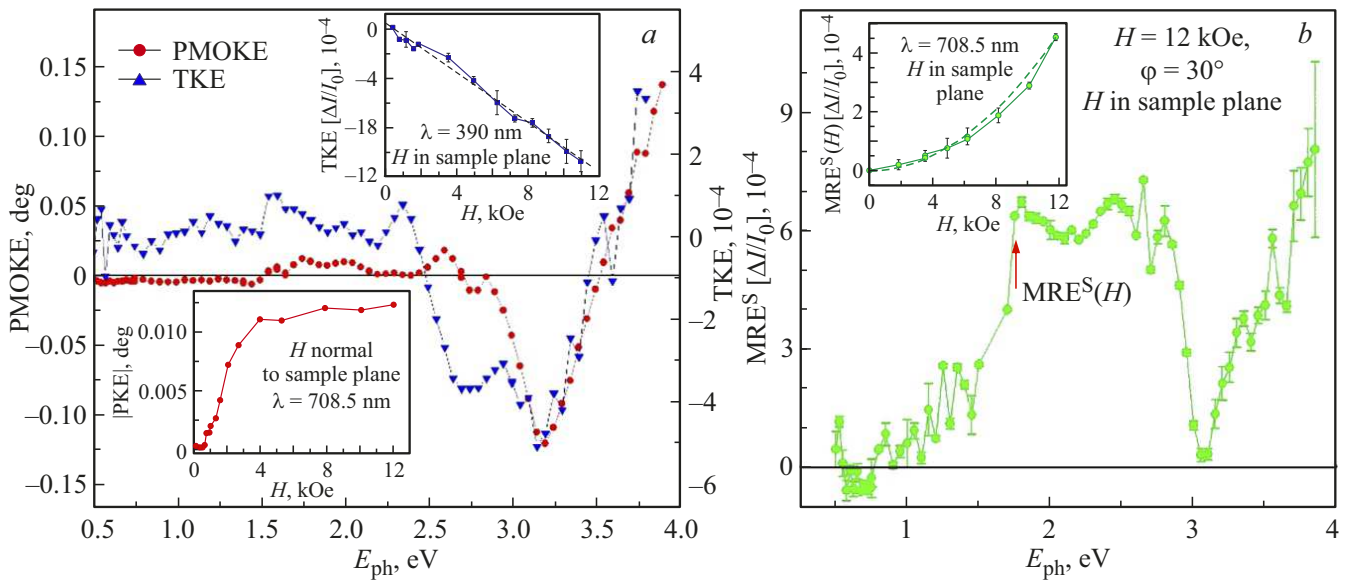 a
PMOKE
TKE
PMOKE, deg
0.15
0.10
0.05
0
−0.05
−0.10
−0.15
0.5
1.0
1.5
2.0
2.5
3.0
3.5
4.0
E_ph, eV
TKE, 10^−4
4
2
0
−2
−4
−6
TKE [ΔI/I_0], 10^−4
0
−4
−18
−12
λ = 390 nm
H in sample plane
0
4
8
12
H, kOe
|PKE|, deg
0.010
0.005
0
H normal
to sample plane
λ = 708.5 nm
0
4
8
12
H, kOe
b
H = 12 kOe,
φ = 30°
H in sample plane
MRE^S [ΔI/I_0], 10^−4
9
6
3
0
1
2
3
4
E_ph, eV
MRE^S(H)
MRE^S(H) [ΔI/I_0], 10^−4
4
2
0
λ = 708.5 nm
H in sample
plane
0
4
8
12
H, kOe